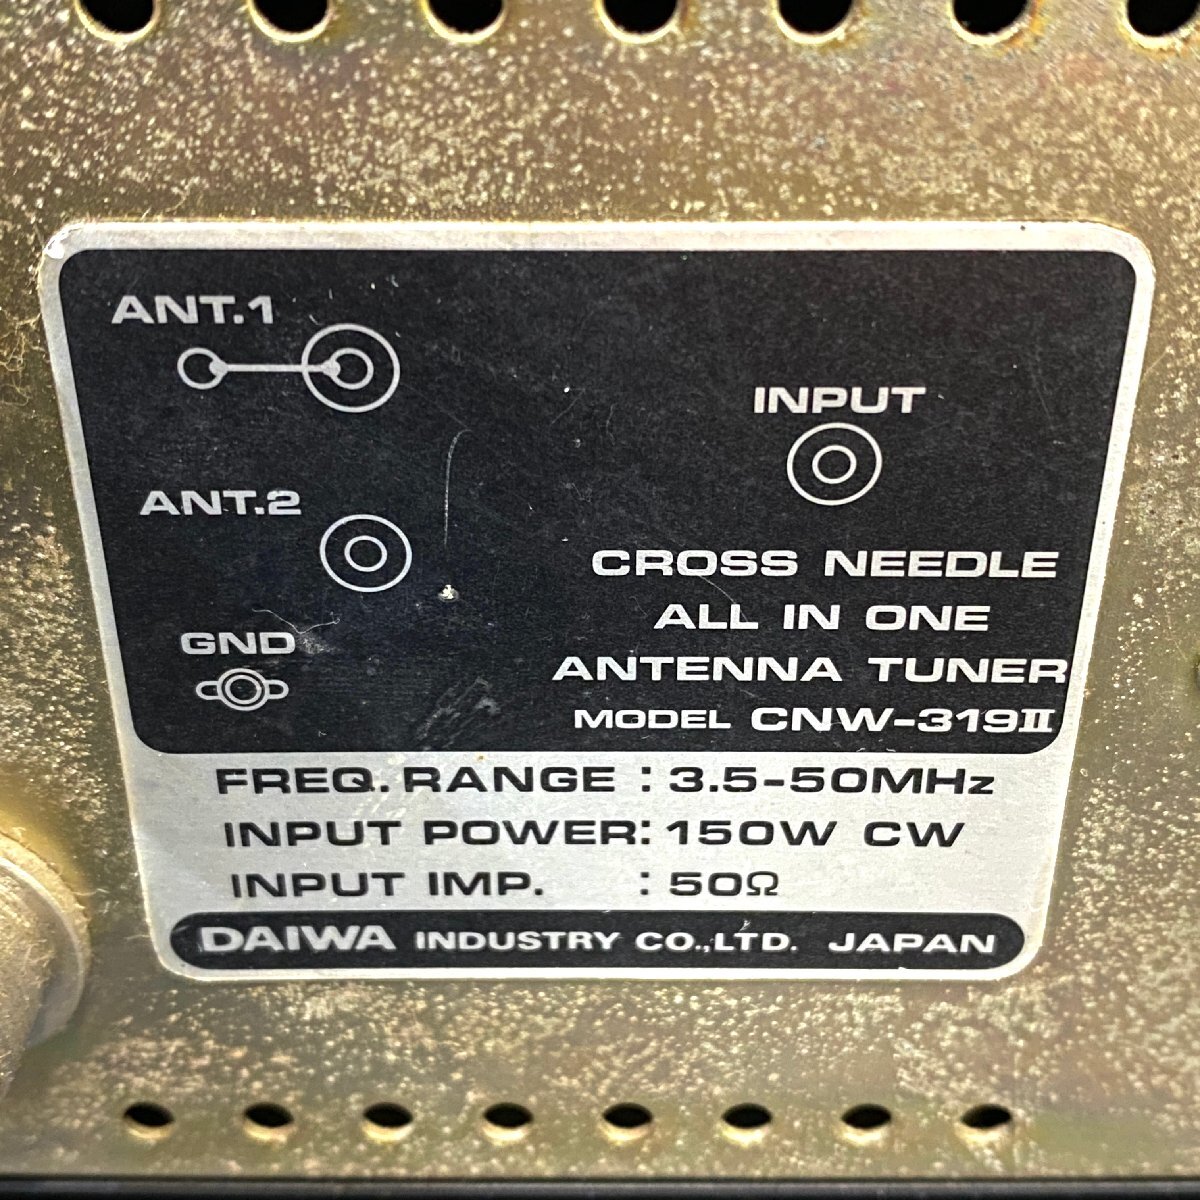 ANT.1
INPUT
ANT.2
CROSS NEEDLE
ALL IN ONE
GND
ANTENNA TUNER
MODEL CNW-319II
FREQ. RANGE : 3.5-50MHz
INPUT POWER: 150W CW
INPUT IMP. : 50Ω
DAIWA INDUSTRY CO.,LTD. JAPAN